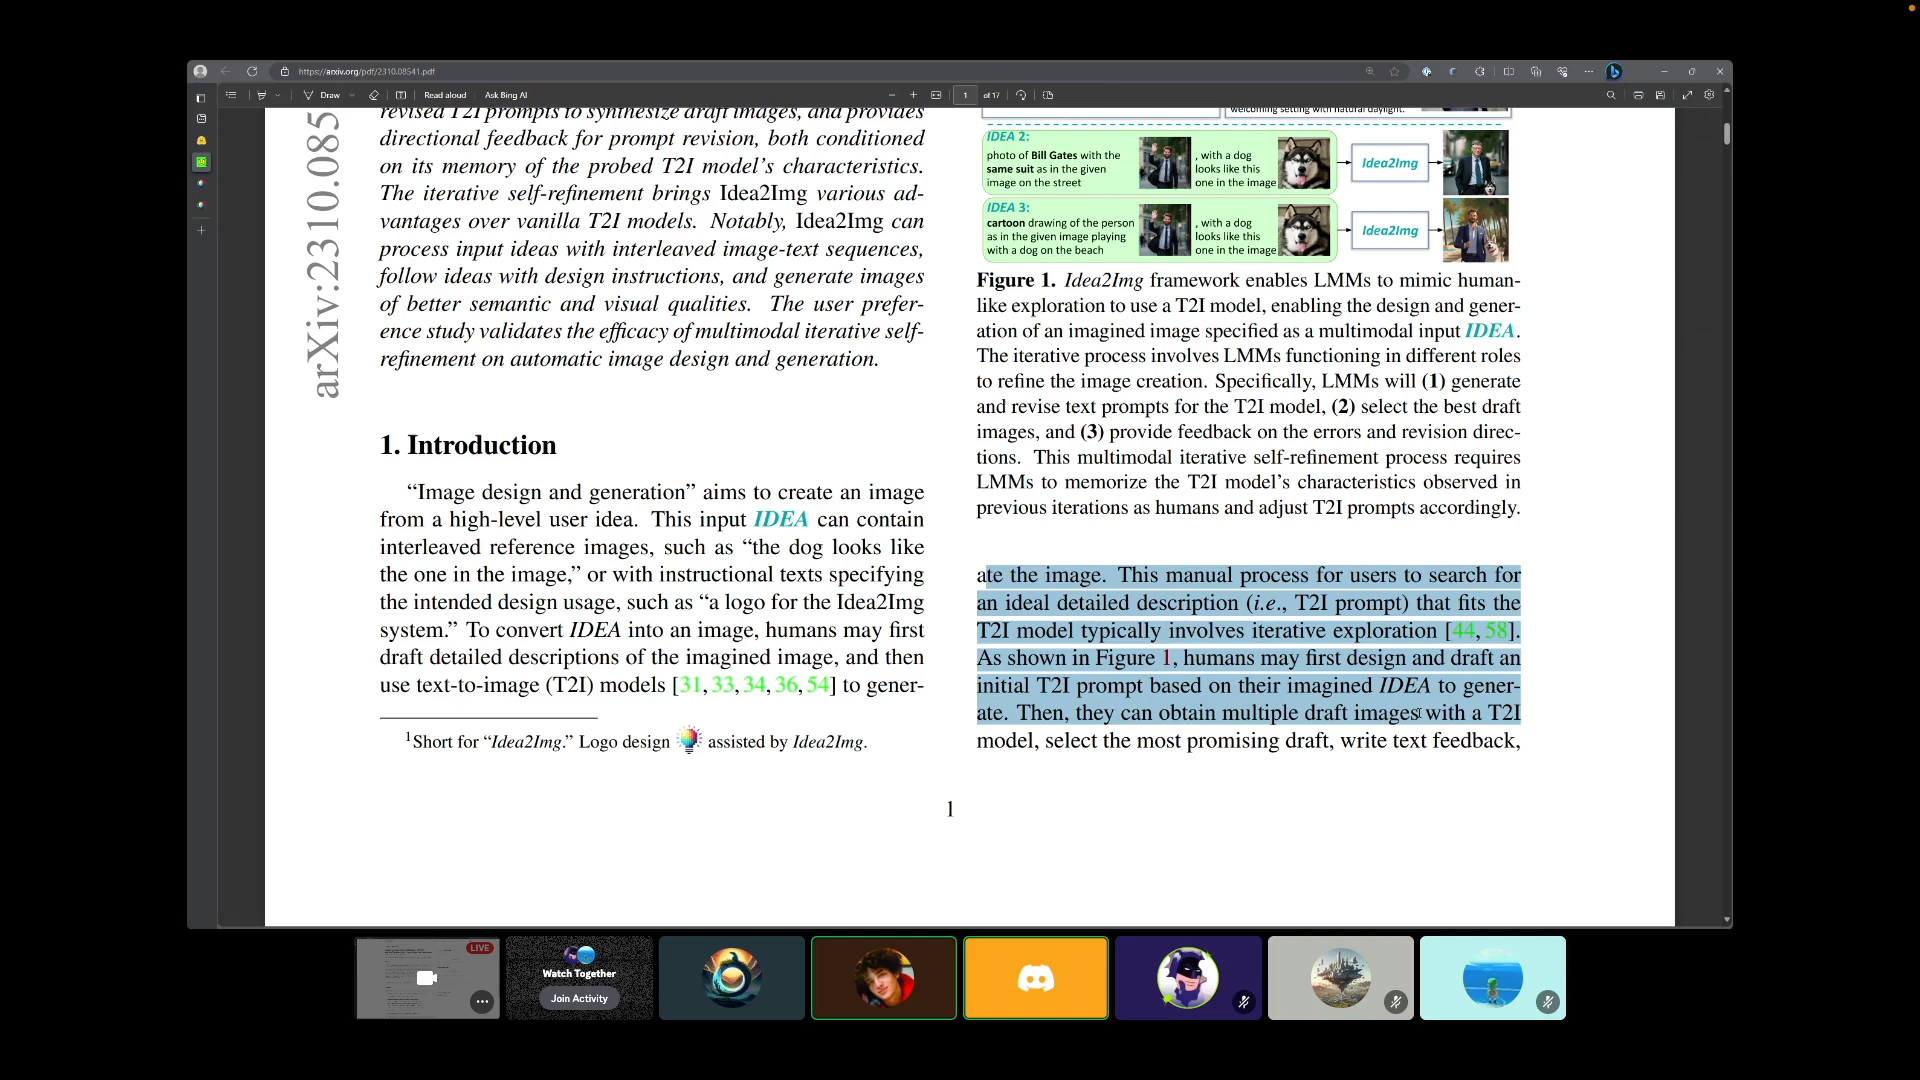 https://arxiv.org/pdf/2310.08541.pdf
Draw
Read aloud
Ask Bing AI
1 of 17
arXiv:2310.085
revised T2I prompts to synthesize draft images, and provides
directional feedback for prompt revision, both conditioned
on its memory of the probed T2I model’s characteristics.
The iterative self-refinement brings Idea2Img various ad-
vantages over vanilla T2I models. Notably, Idea2Img can
process input ideas with interleaved image-text sequences,
follow ideas with design instructions, and generate images
of better semantic and visual qualities. The user prefer-
ence study validates the efficacy of multimodal iterative self-
refinement on automatic image design and generation.
1. Introduction
“Image design and generation” aims to create an image
from a high-level user idea. This input IDEA can contain
interleaved reference images, such as “the dog looks like
the one in the image,” or with instructional texts specifying
the intended design usage, such as “a logo for the Idea2Img
system.” To convert IDEA into an image, humans may first
draft detailed descriptions of the imagined image, and then
use text-to-image (T2I) models [31, 33, 34, 36, 54] to gener-
1Short for “Idea2Img.” Logo design assisted by Idea2Img.
welcoming setting with natural daylight.
IDEA 2:
photo of Bill Gates with the
same suit as in the given
image on the street
, with a dog
looks like this
one in the image
Idea2Img
IDEA 3:
cartoon drawing of the person
as in the given image playing
with a dog on the beach
, with a dog
looks like this
one in the image
Idea2Img
Figure 1. Idea2Img framework enables LMMs to mimic human-
like exploration to use a T2I model, enabling the design and gener-
ation of an imagined image specified as a multimodal input IDEA.
The iterative process involves LMMs functioning in different roles
to refine the image creation. Specifically, LMMs will (1) generate
and revise text prompts for the T2I model, (2) select the best draft
images, and (3) provide feedback on the errors and revision direc-
tions. This multimodal iterative self-refinement process requires
LMMs to memorize the T2I model’s characteristics observed in
previous iterations as humans and adjust T2I prompts accordingly.
ate the image. This manual process for users to search for
an ideal detailed description (i.e., T2I prompt) that fits the
T2I model typically involves iterative exploration [44, 58].
As shown in Figure 1, humans may first design and draft an
initial T2I prompt based on their imagined IDEA to gener-
ate. Then, they can obtain multiple draft images with a T2I
model, select the most promising draft, write text feedback,
1
LIVE
Watch Together
Join Activity